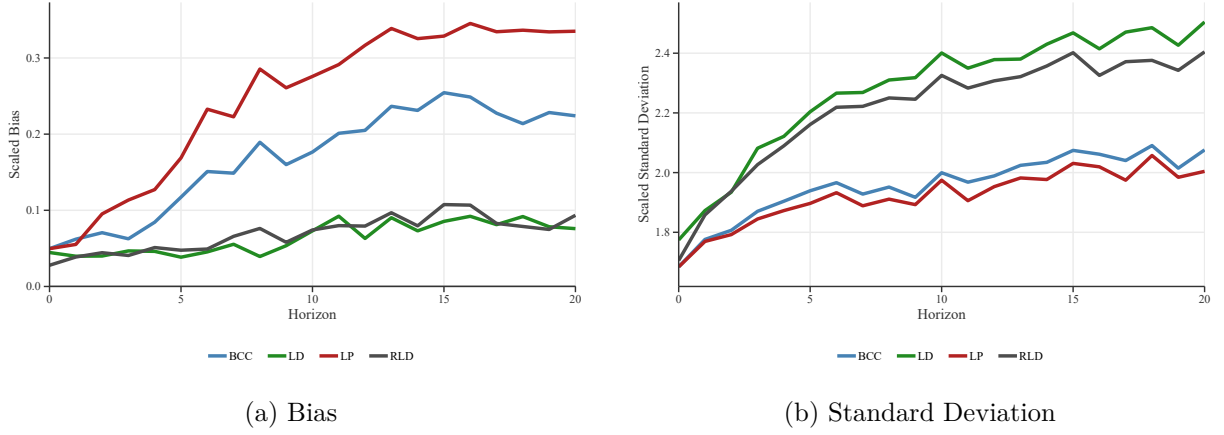 Scaled Bias
0.3
0.2
0.1
0.0
0 5 10 15 20
Horizon
BCC LD LP RLD
(a) Bias
Scaled Standard Deviation
2.4
2.2
2.0
1.8
0 5 10 15 20
Horizon
BCC LD LP RLD
(b) Standard Deviation